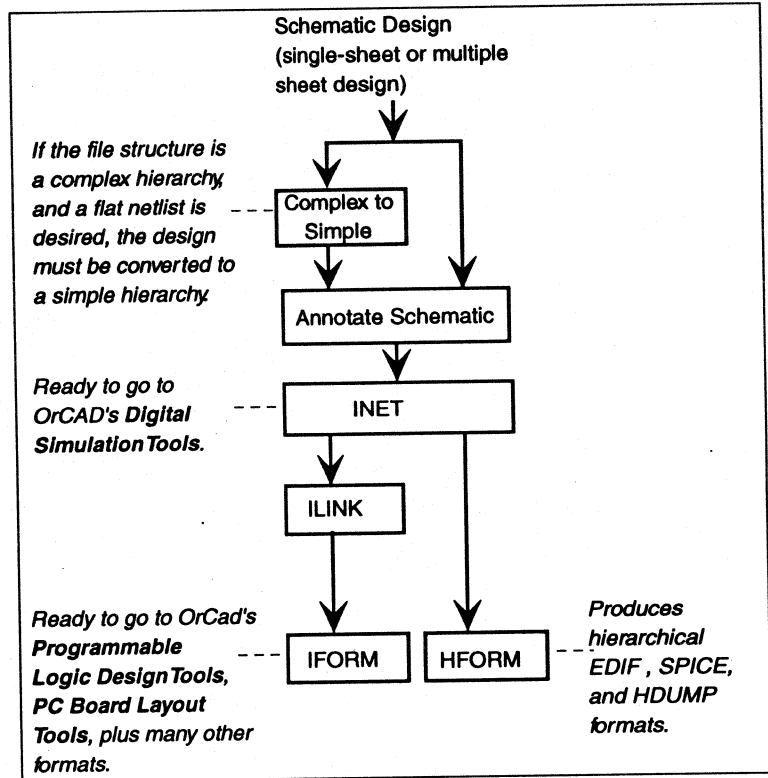 Schematic Design
(single-sheet or multiple
sheet design)
If the file structure is
a complex hierarchy,
and a flat netlist is
desired, the design
must be converted to
a simple hierarchy.
Complex to
Simple
Annotate Schematic
Ready to go to
OrCAD's Digital
Simulation Tools.
INET
ILINK
Ready to go to OrCad's
Programmable
Logic Design Tools,
PC Board Layout
Tools, plus many other
formats.
IFORM
HFORM
Produces
hierarchical
EDIF , SPICE,
and HDUMP
formats.